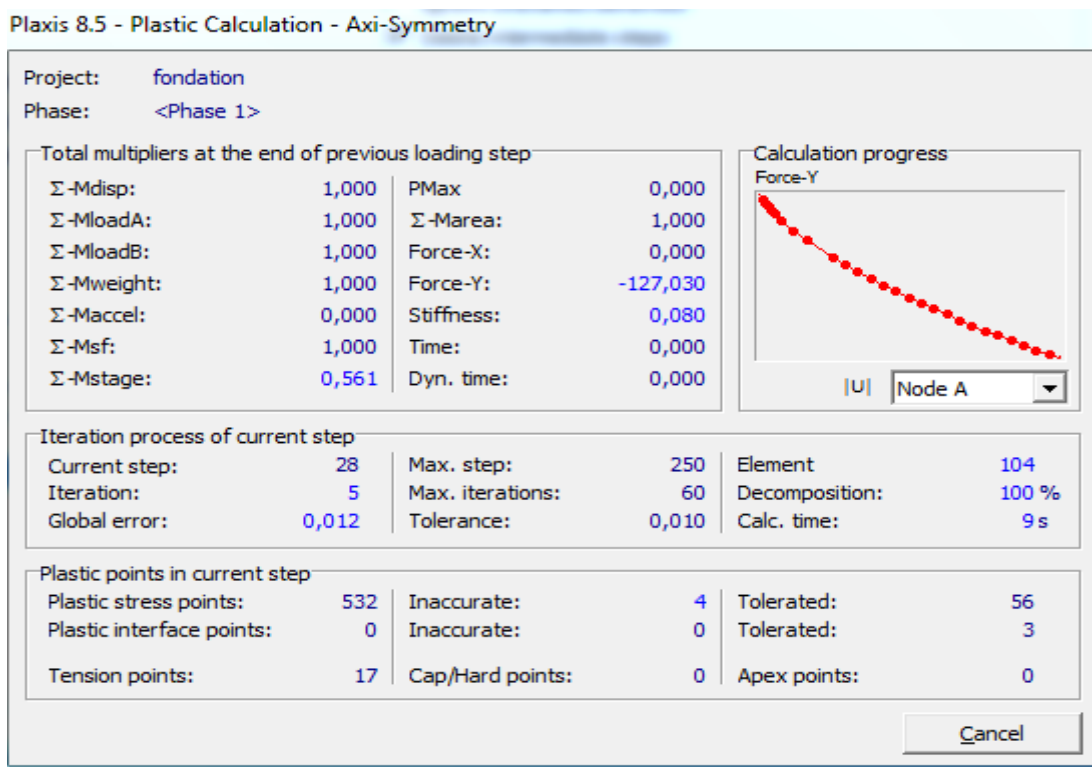 Plaxis 8.5 - Plastic Calculation - Axi-Symmetry
Project: fondation
Phase: <Phase 1>
Total multipliers at the end of previous loading step
Σ-Mdisp: 1,000 PMax 0,000
Σ-MloadA: 1,000 Σ-Marea: 1,000
Σ-MloadB: 1,000 Force-X: 0,000
Σ-Mweight: 1,000 Force-Y: -127,030
Σ-Maccel: 0,000 Stiffness: 0,080
Σ-Msf: 1,000 Time: 0,000
Σ-Mstage: 0,561 Dyn. time: 0,000
Calculation progress
Force-Y
|U| Node A
Iteration process of current step
Current step: 28 Max. step: 250 Element 104
Iteration: 5 Max. iterations: 60 Decomposition: 100 %
Global error: 0,012 Tolerance: 0,010 Calc. time: 9 s
Plastic points in current step
Plastic stress points: 532 Inaccurate: 4 Tolerated: 56
Plastic interface points: 0 Inaccurate: 0 Tolerated: 3
Tension points: 17 Cap/Hard points: 0 Apex points: 0
Cancel